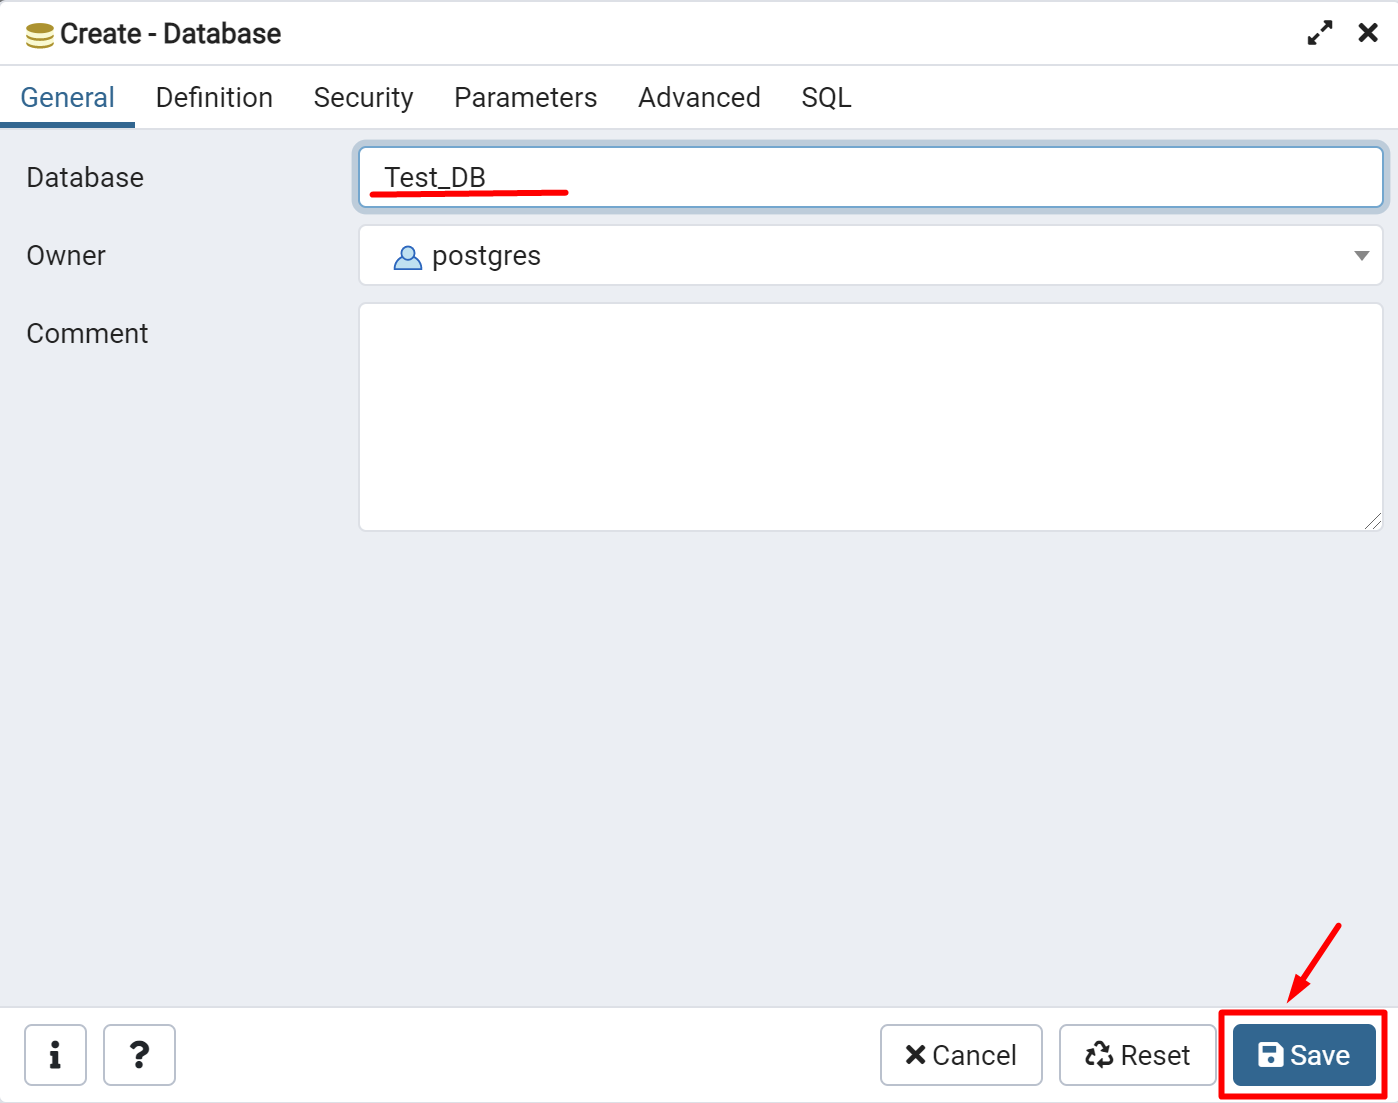 Create - Database
General Definition Security Parameters Advanced SQL
Database Test_DB
Owner postgres
Comment
i ? Cancel Reset Save